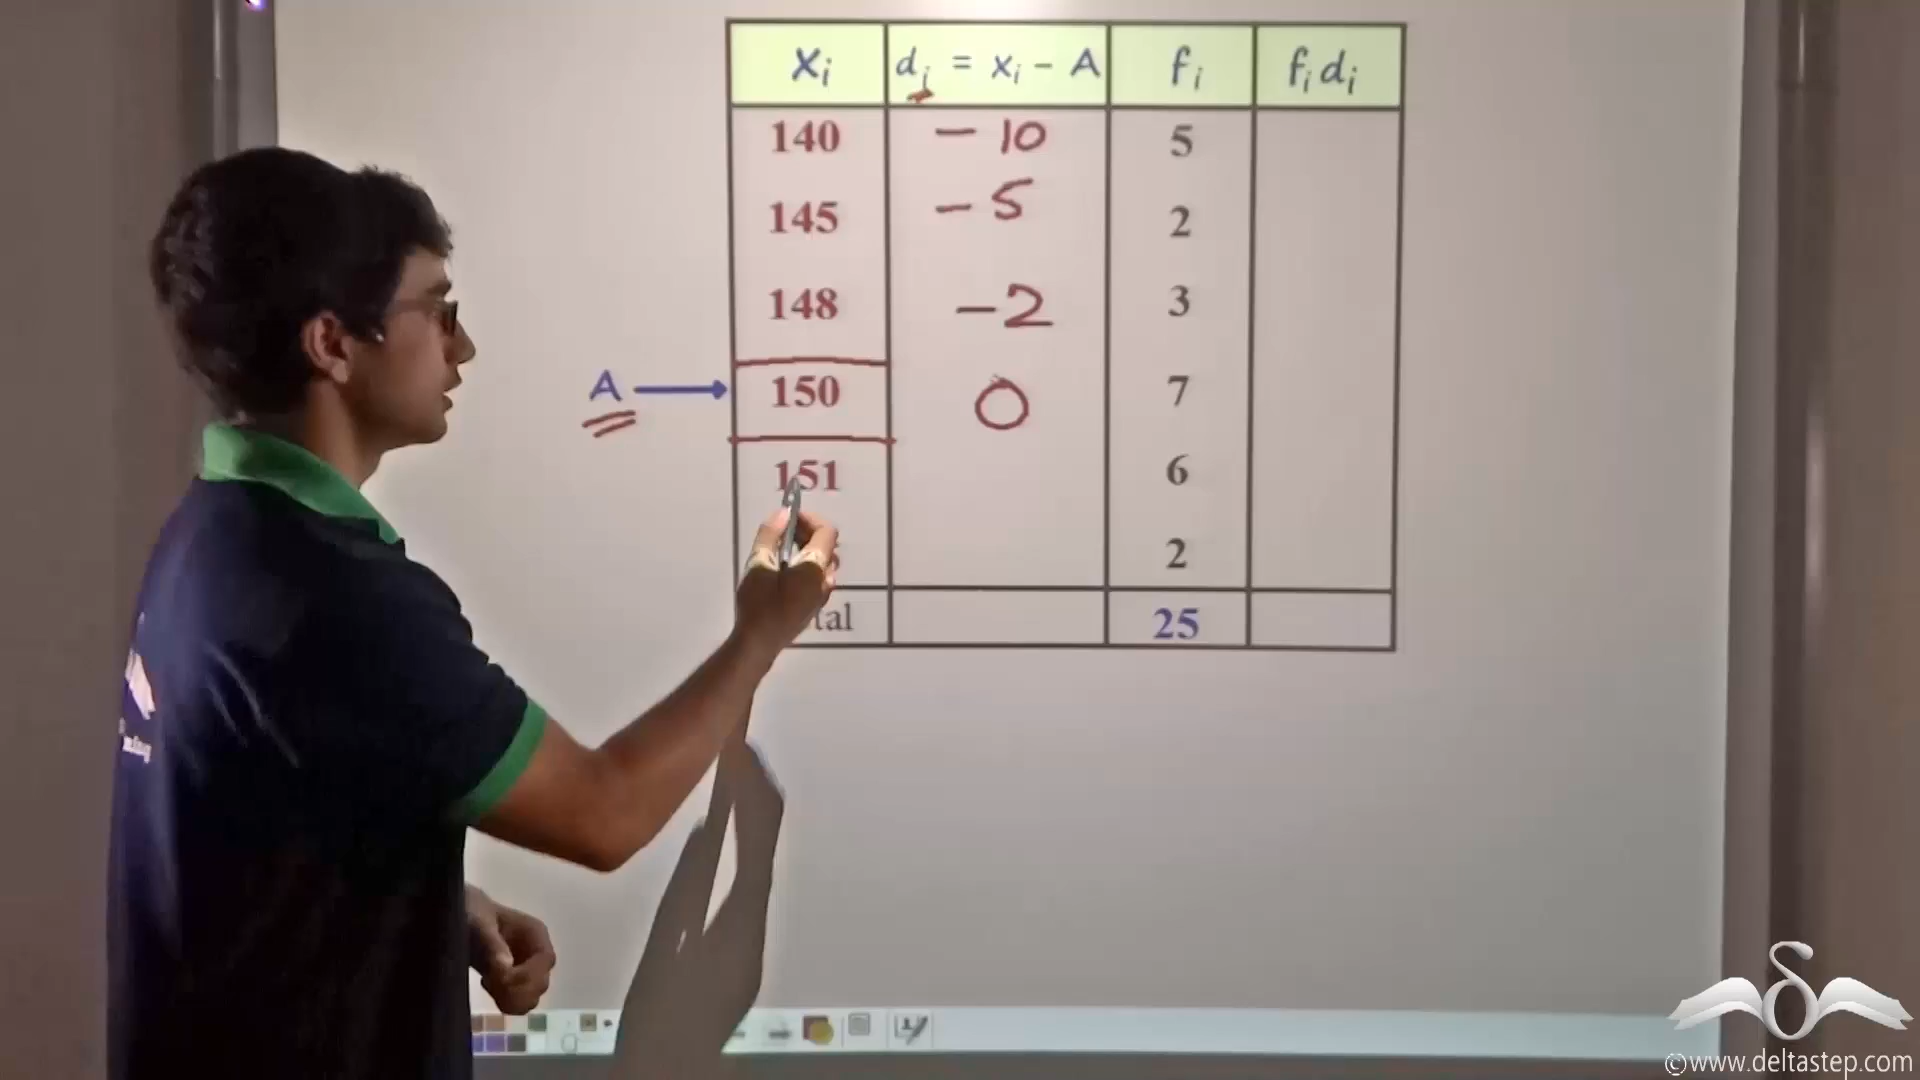 xᵢ dᵢ = xᵢ – A fᵢ fᵢdᵢ
140 – 10 5
145 – 5 2
148 – 2 3
A 150 0 7
151 6
2
25
©www.deltastep.com